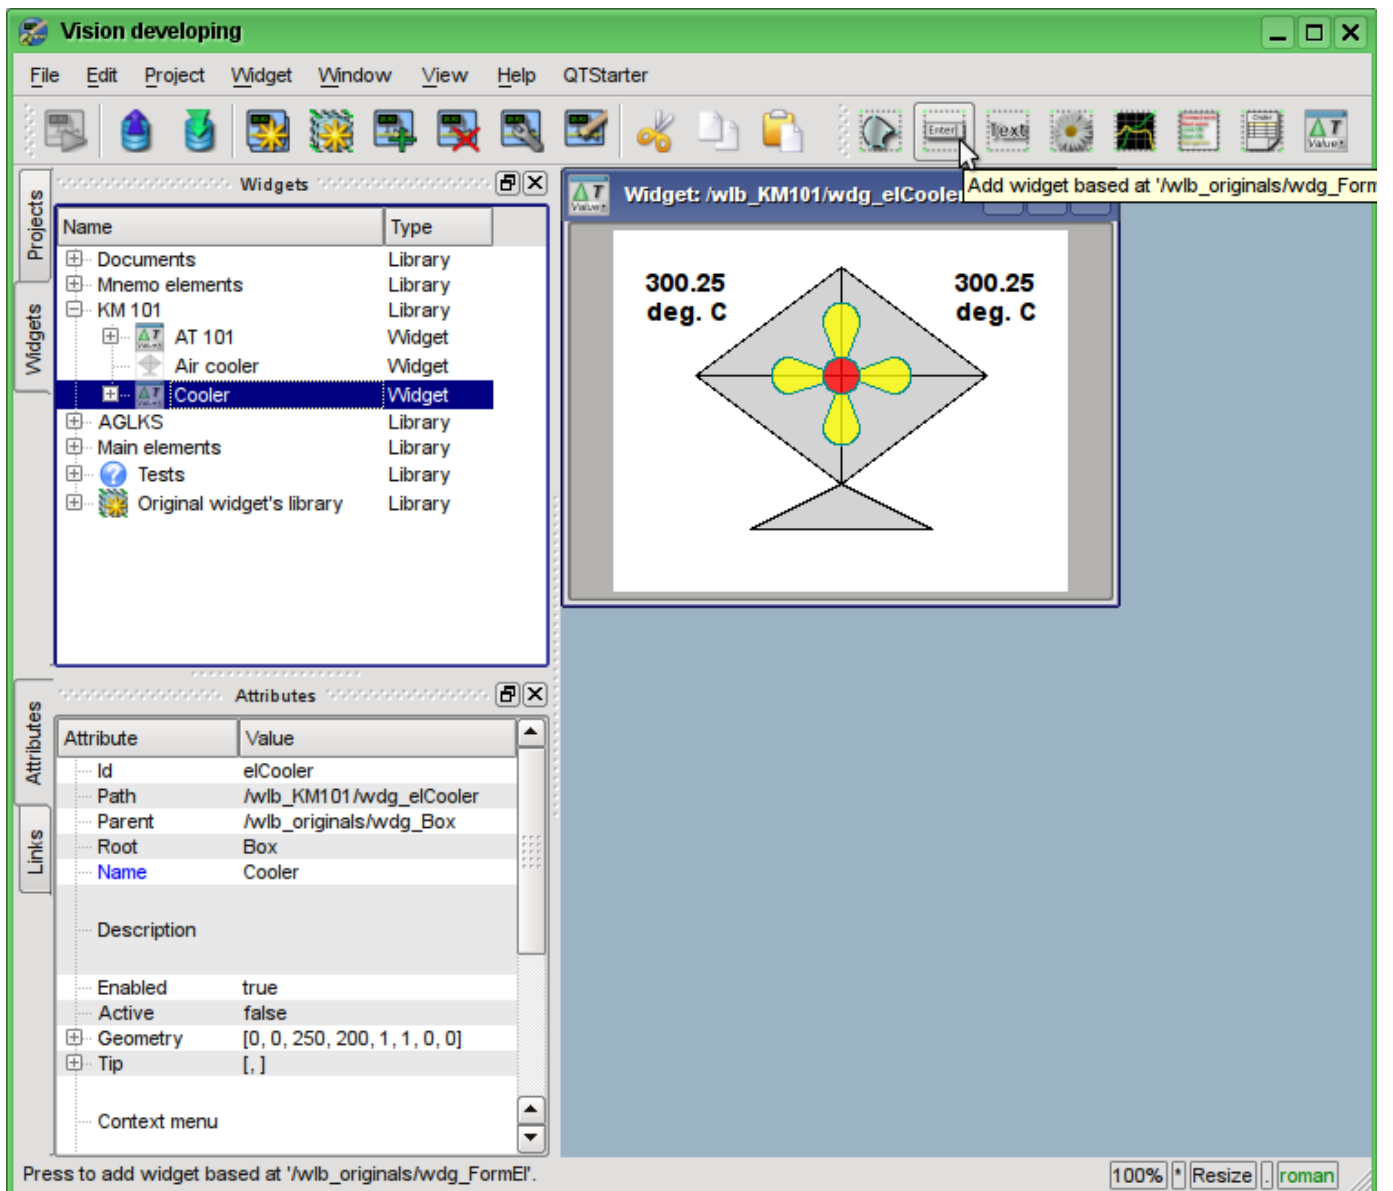 Vision developing
File Edit Project Widget Window View Help QTStarter
Enter Text
Value
Add widget based at '/wlb_originals/wdg_Form
Projects
Widgets
Widgets
Name Type
Documents Library
Mnemo elements Library
KM 101 Library
AT 101 Widget
Air cooler Widget
Cooler Widget
AGLKS Library
Main elements Library
Tests Library
Original widget's library Library
Widget: /wlb_KM101/wdg_elCooler
300.25
deg. C
300.25
deg. C
Attributes
Links
Attributes
Attribute Value
Id elCooler
Path /wlb_KM101/wdg_elCooler
Parent /wlb_originals/wdg_Box
Root Box
Name Cooler
Description
Enabled true
Active false
Geometry [0, 0, 250, 200, 1, 1, 0, 0]
Tip [, ]
Context menu
Press to add widget based at '/wlb_originals/wdg_FormEl'.
100% * Resize . roman